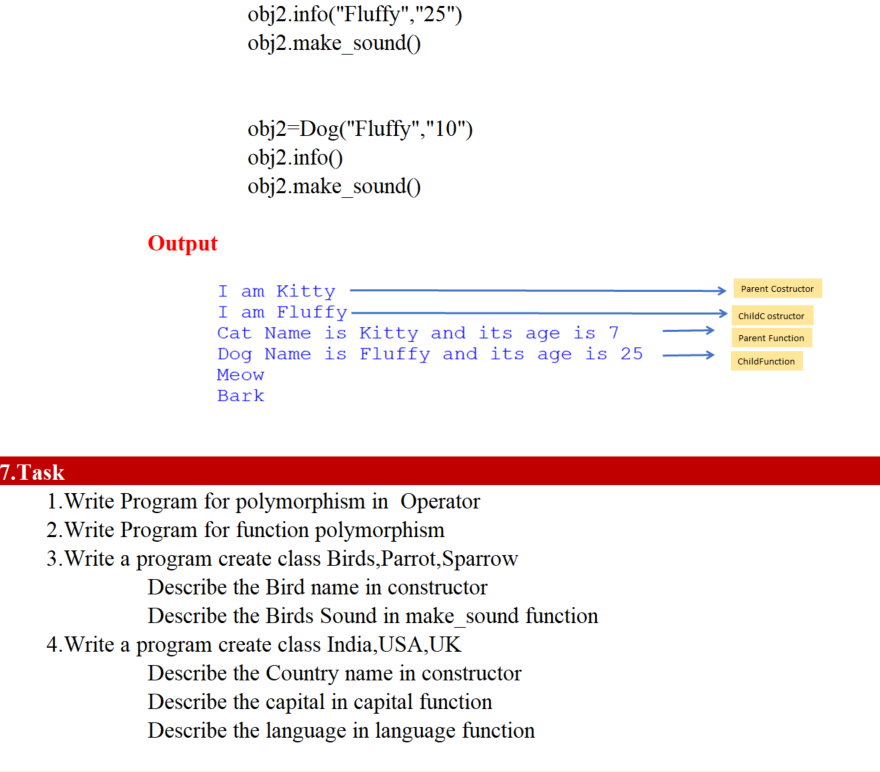 obj2.info("Fluffy","25")
obj2.make_sound()
obj2=Dog("Fluffy","10")
obj2.info()
obj2.make_sound()
Output
I am Kitty
Parent Costructor
I am Fluffy
ChildC ostructor
Cat Name is Kitty and its age is 7
Parent Function
Dog Name is Fluffy and its age is 25
ChildFunction
Meow
Bark
7.Task
1.Write Program for polymorphism in Operator
2.Write Program for function polymorphism
3.Write a program create class Birds,Parrot,Sparrow
Describe the Bird name in constructor
Describe the Birds Sound in make_sound function
4.Write a program create class India,USA,UK
Describe the Country name in constructor
Describe the capital in capital function
Describe the language in language function